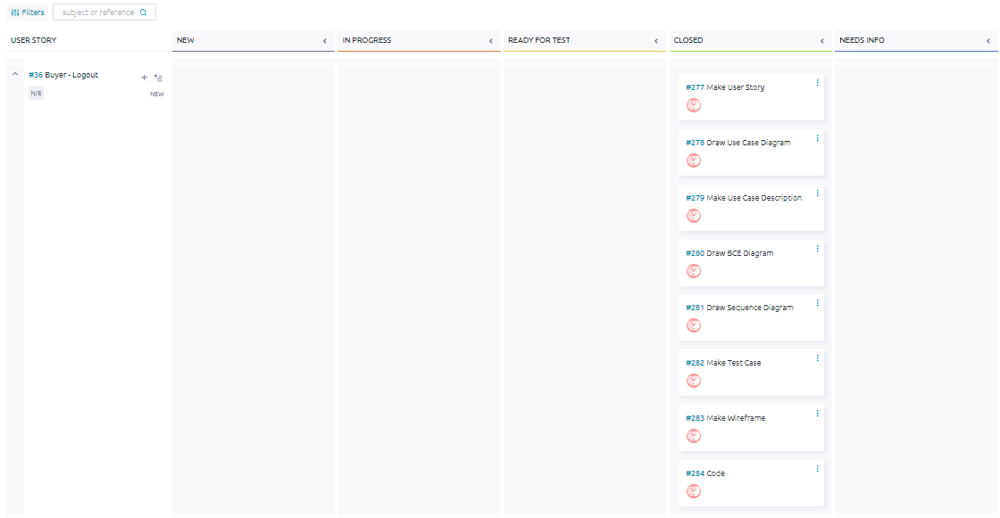 Filters subject or reference
USER STORY NEW IN PROGRESS READY FOR TEST CLOSED NEEDS INFO
#36 Buyer - Logout
N/E NEW
#277 Make User Story
#278 Draw Use Case Diagram
#279 Make Use Case Description
#280 Draw BCE Diagram
#281 Draw Sequence Diagram
#282 Make Test Case
#283 Make Wireframe
#284 Code